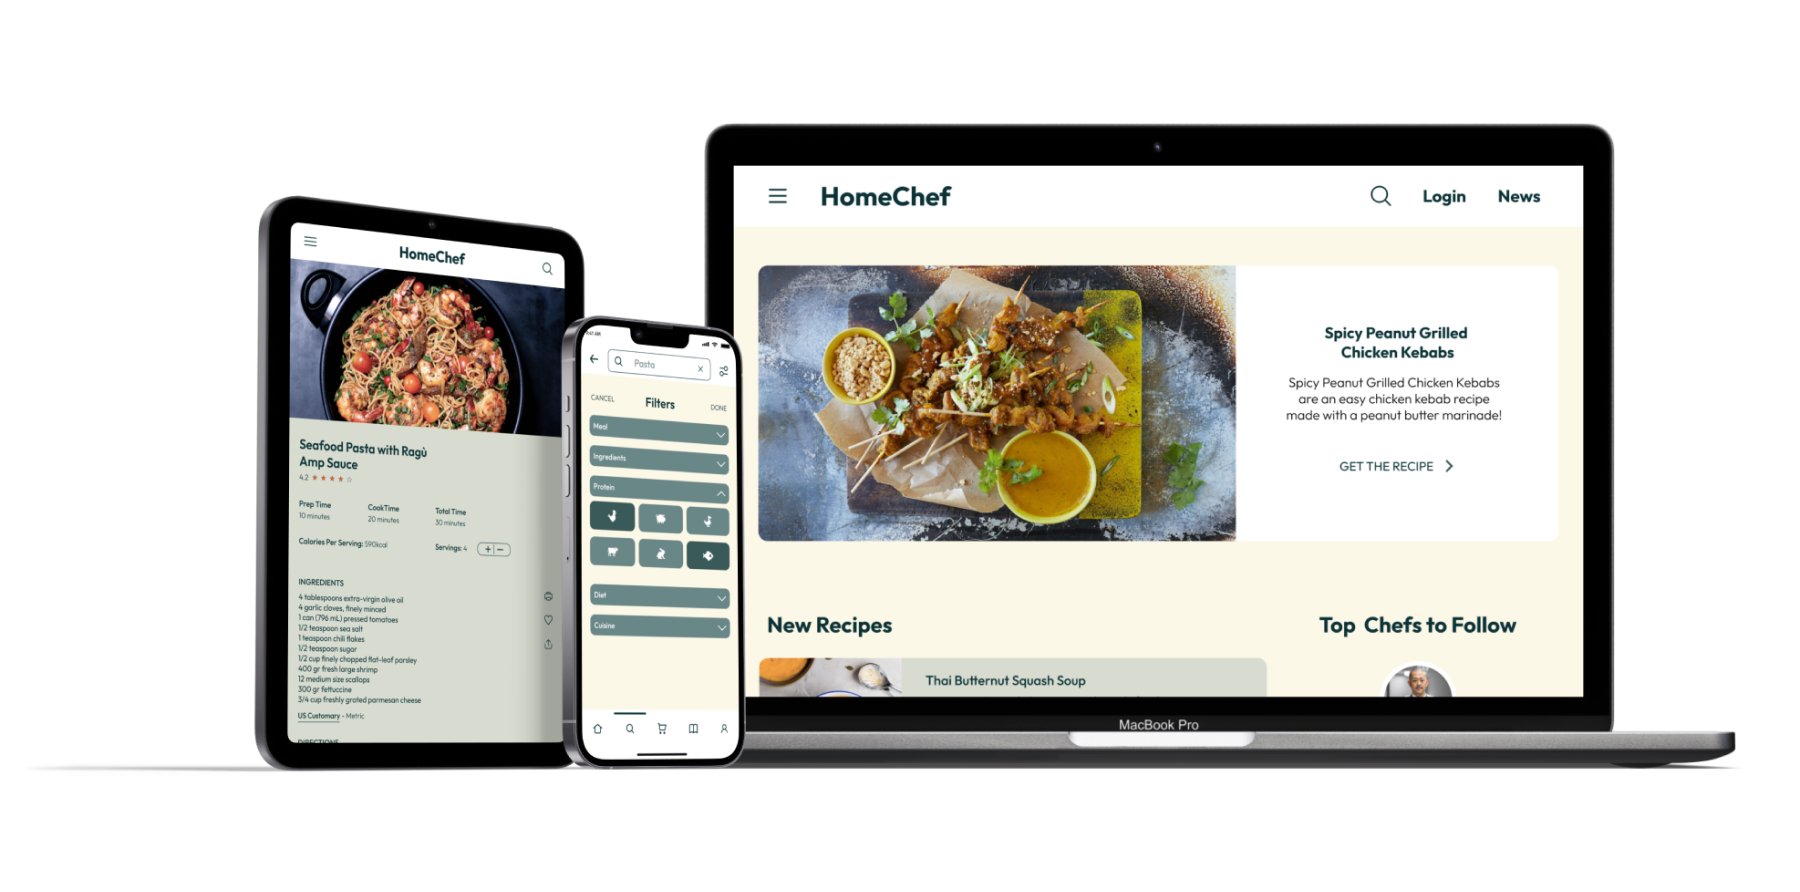 HomeChef
Seafood Pasta with Ragù
Amp Sauce
4.2
Prep Time
10 minutes
CookTime
20 minutes
Total Time
30 minutes
Calories Per Serving: 590kcal
Servings: 4
INGREDIENTS
4 tablespoons extra-virgin olive oil
4 garlic cloves, finely minced
1 can (796 mL) pressed tomatoes
1/2 teaspoon sea salt
1 teaspoon chili flakes
1/2 teaspoon sugar
1/2 cup finely chopped flat-leaf parsley
400 gr fresh large shrimp
12 medium size scallops
300 gr fettuccine
3/4 cup freshly grated parmesan cheese
US Customary - Metric
DIRECTIONS
9:41 AM
Pasta
CANCEL
Filters
DONE
Meal
Ingredients
Protein
Diet
Cuisine
HomeChef
Login
News
Spicy Peanut Grilled
Chicken Kebabs
Spicy Peanut Grilled Chicken Kebabs
are an easy chicken kebab recipe
made with a peanut butter marinade!
GET THE RECIPE
New Recipes
Top Chefs to Follow
Thai Butternut Squash Soup
MacBook Pro